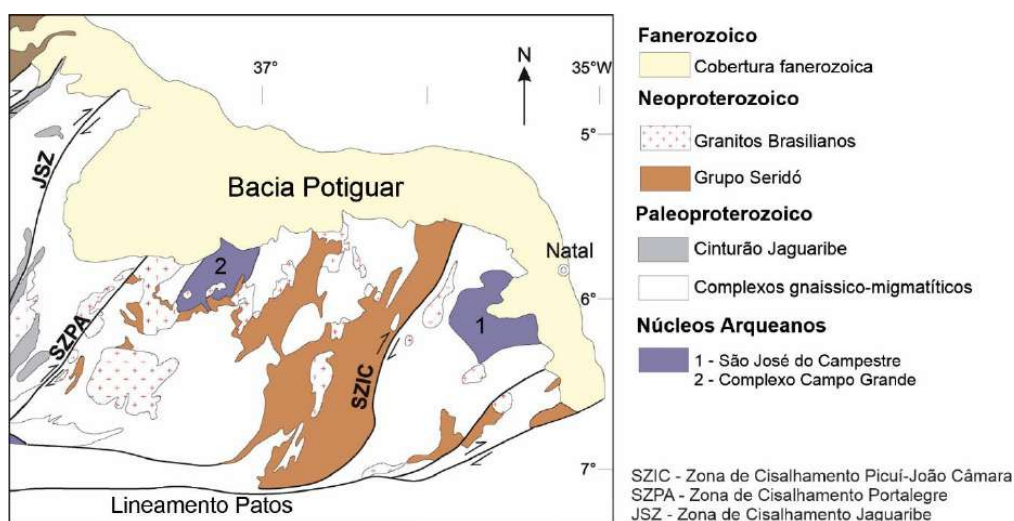 37°
N
35°W
5°
JSZ
Bacia Potiguar
Natal
2
6°
1
SZPA
SZIC
7°
Lineamento Patos
Fanerozoico
Cobertura fanerozoica
Neoproterozoico
Granitos Brasilianos
Grupo Seridó
Paleoproterozoico
Cinturão Jaguaribe
Complexos gnaissico-migmatíticos
Núcleos Arqueanos
1 - São José do Campestre
2 - Complexo Campo Grande
SZIC - Zona de Cisalhamento Picuí-João Câmara
SZPA - Zona de Cisalhamento Portalegre
JSZ - Zona de Cisalhamento Jaguaribe